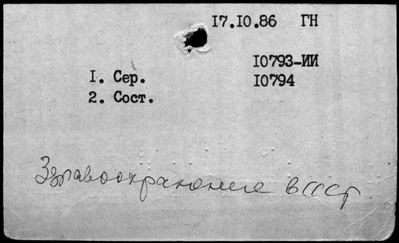 17.10.86 ГН
10793-ИИ
1. Сер. 10794
2. Сост.
Здравоохранение в СССР